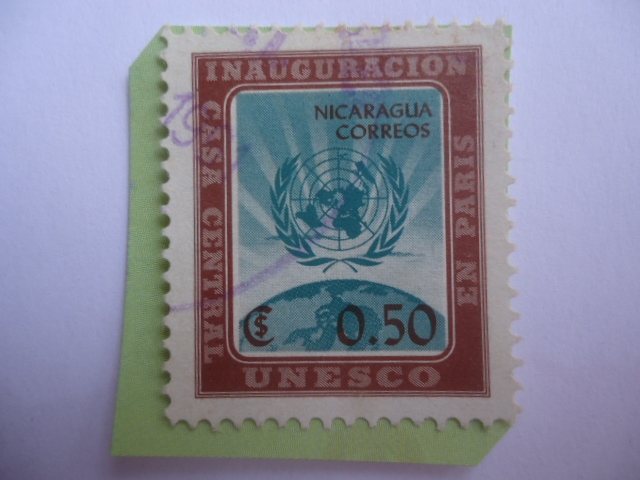 INAUGURACION
CASA CENTRAL
EN PARIS
NICARAGUA
CORREOS
C$ 0.50
UNESCO